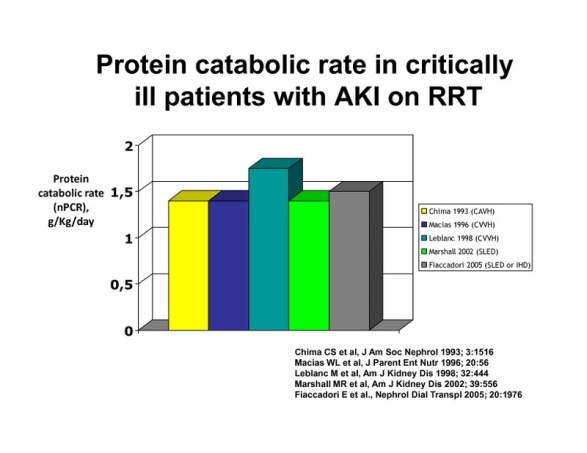 Protein catabolic rate in critically
ill patients with AKI on RRT
Protein
catabolic rate
(nPCR),
g/Kg/day
2
1,5
1
0,5
0
Chima 1993 (CAVH)
Macias 1996 (CVVH)
Leblanc 1998 (CVVH)
Marshall 2002 (SLED)
Fiaccadori 2005 (SLED or IHD)
Chima CS et al, J Am Soc Nephrol 1993; 3:1516
Macias WL et al, J Parent Ent Nutr 1996; 20:56
Leblanc M et al, Am J Kidney Dis 1998; 32:444
Marshall MR et al, Am J Kidney Dis 2002; 39:556
Fiaccadori E et al., Nephrol Dial Transpl 2005; 20:1976